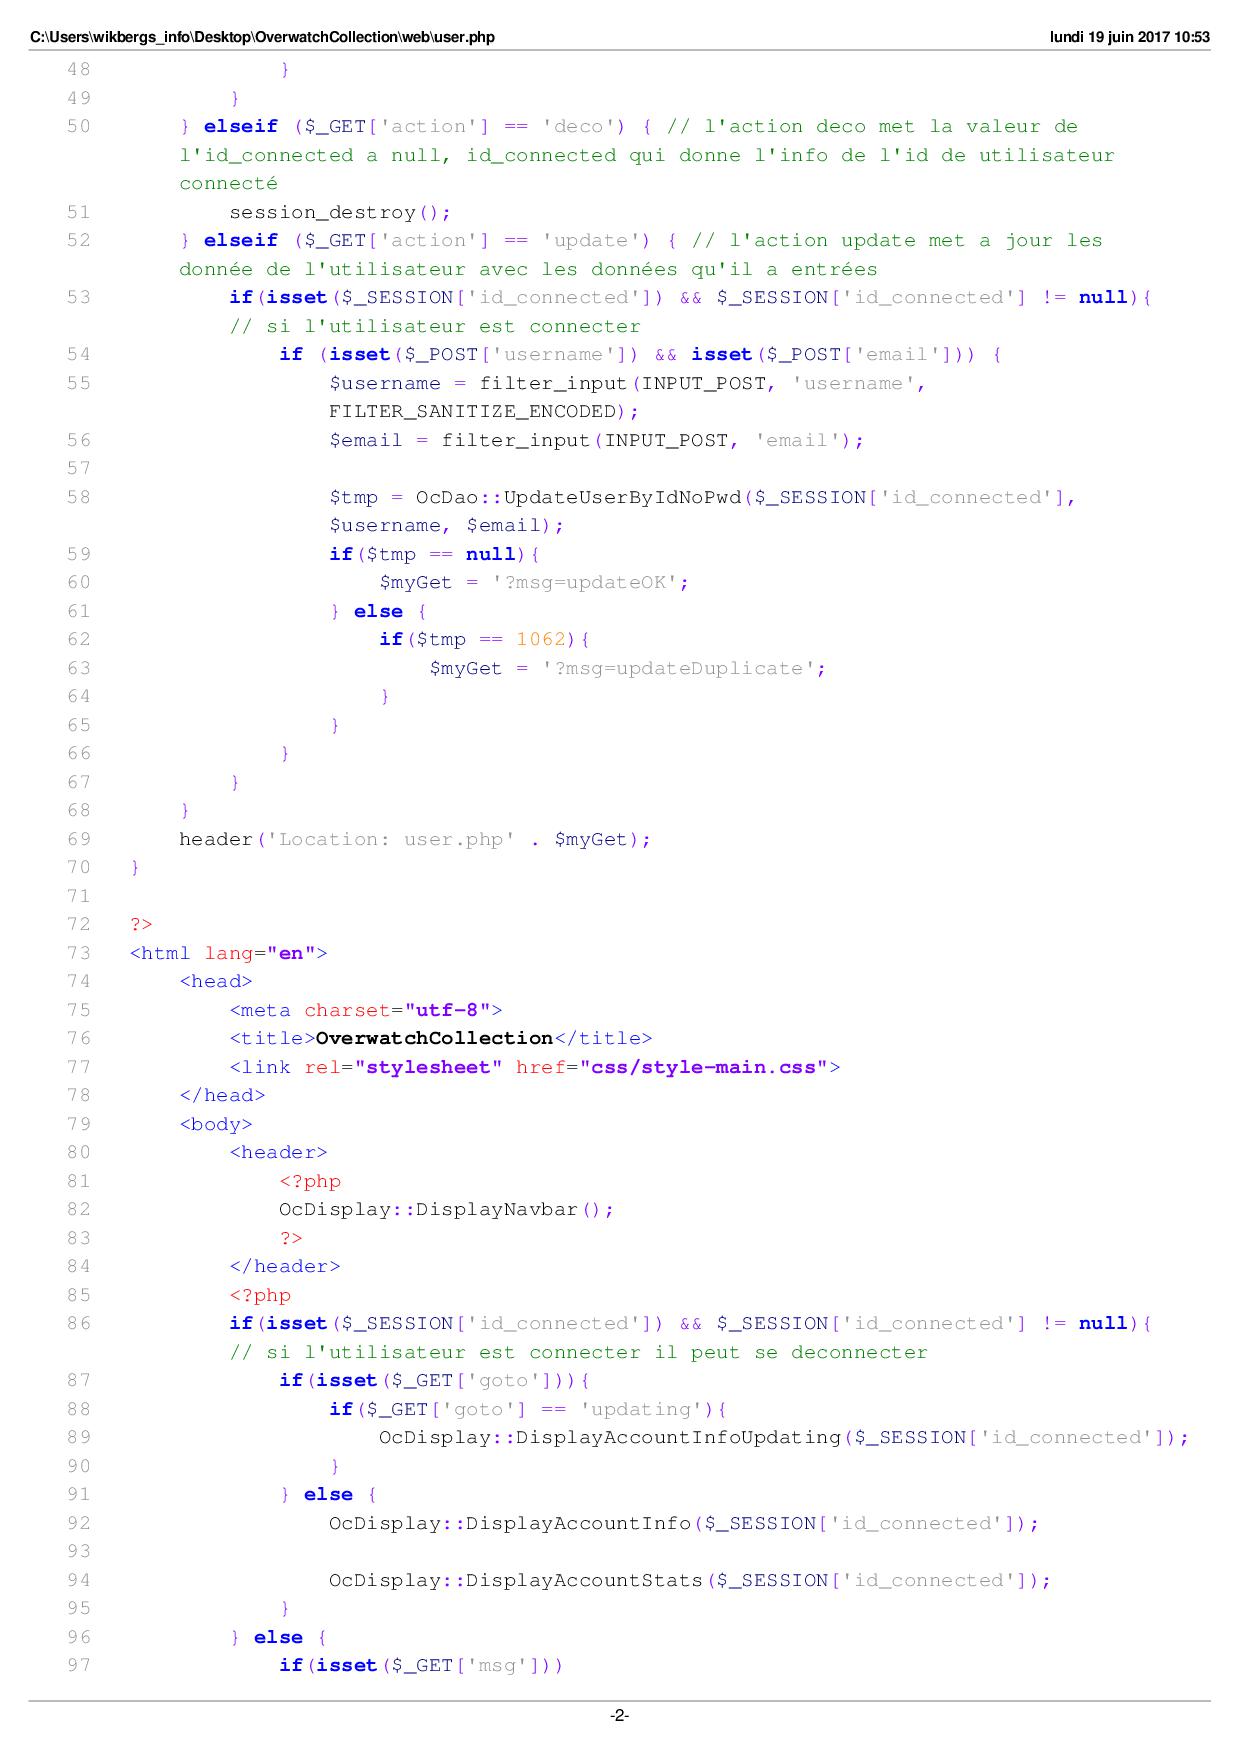 C:\Users\wikbergs_info\Desktop\OverwatchCollection\web\user.php lundi 19 juin 2017 10:53
48 }
49 }
50 } elseif ($_GET['action'] == 'deco') { // l'action deco met la valeur de
l'id_connected a null, id_connected qui donne l'info de l'id de utilisateur
connecté
51 session_destroy();
52 } elseif ($_GET['action'] == 'update') { // l'action update met a jour les
donnée de l'utilisateur avec les données qu'il a entrées
53 if(isset($_SESSION['id_connected']) && $_SESSION['id_connected'] != null){
// si l'utilisateur est connecter
54 if (isset($_POST['username']) && isset($_POST['email'])) {
55 $username = filter_input(INPUT_POST, 'username',
FILTER_SANITIZE_ENCODED);
56 $email = filter_input(INPUT_POST, 'email');
57
58 $tmp = OcDao::UpdateUserByIdNoPwd($_SESSION['id_connected'],
$username, $email);
59 if($tmp == null){
60 $myGet = '?msg=updateOK';
61 } else {
62 if($tmp == 1062){
63 $myGet = '?msg=updateDuplicate';
64 }
65 }
66 }
67 }
68 }
69 header('Location: user.php' . $myGet);
70 }
71
72 ?>
73 <html lang="en">
74 <head>
75 <meta charset="utf-8">
76 <title>OverwatchCollection</title>
77 <link rel="stylesheet" href="css/style-main.css">
78 </head>
79 <body>
80 <header>
81 <?php
82 OcDisplay::DisplayNavbar();
83 ?>
84 </header>
85 <?php
86 if(isset($_SESSION['id_connected']) && $_SESSION['id_connected'] != null){
// si l'utilisateur est connecter il peut se deconnecter
87 if(isset($_GET['goto'])){
88 if($_GET['goto'] == 'updating'){
89 OcDisplay::DisplayAccountInfoUpdating($_SESSION['id_connected']);
90 }
91 } else {
92 OcDisplay::DisplayAccountInfo($_SESSION['id_connected']);
93
94 OcDisplay::DisplayAccountStats($_SESSION['id_connected']);
95 }
96 } else {
97 if(isset($_GET['msg']))
-2-